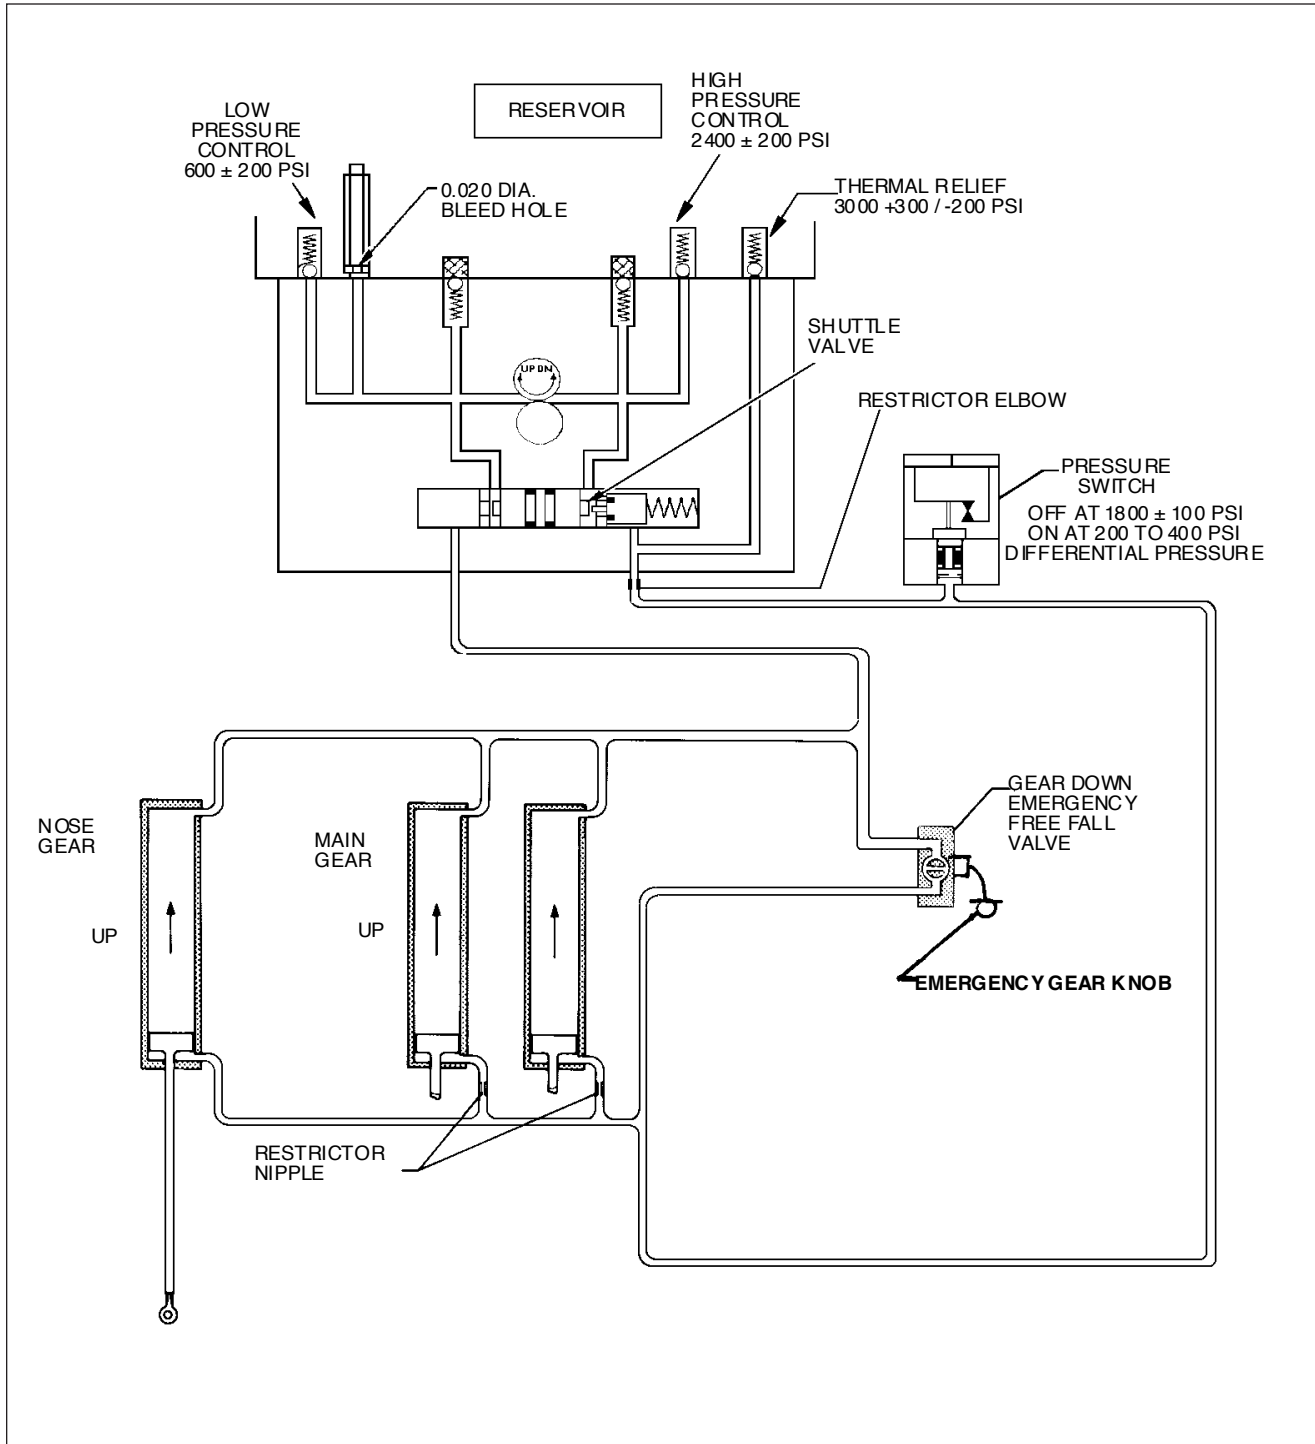 RESERVOIR
HIGH
PRESSURE
CONTROL
2400 ± 200 PSI
LOW
PRESSURE
CONTROL
600 ± 200 PSI
0.020 DIA.
BLEED HOLE
THERMAL RELIEF
3000 +300 / -200 PSI
SHUTTLE
VALVE
UP DN
RESTRICTOR ELBOW
PRESSURE
SWITCH
OFF AT 1800 ± 100 PSI
ON AT 200 TO 400 PSI
DIFFERENTIAL PRESSURE
GEAR DOWN
EMERGENCY
FREE FALL
VALVE
NOSE
GEAR
MAIN
GEAR
UP
UP
EMERGENCY GEAR KNOB
RESTRICTOR
NIPPLE